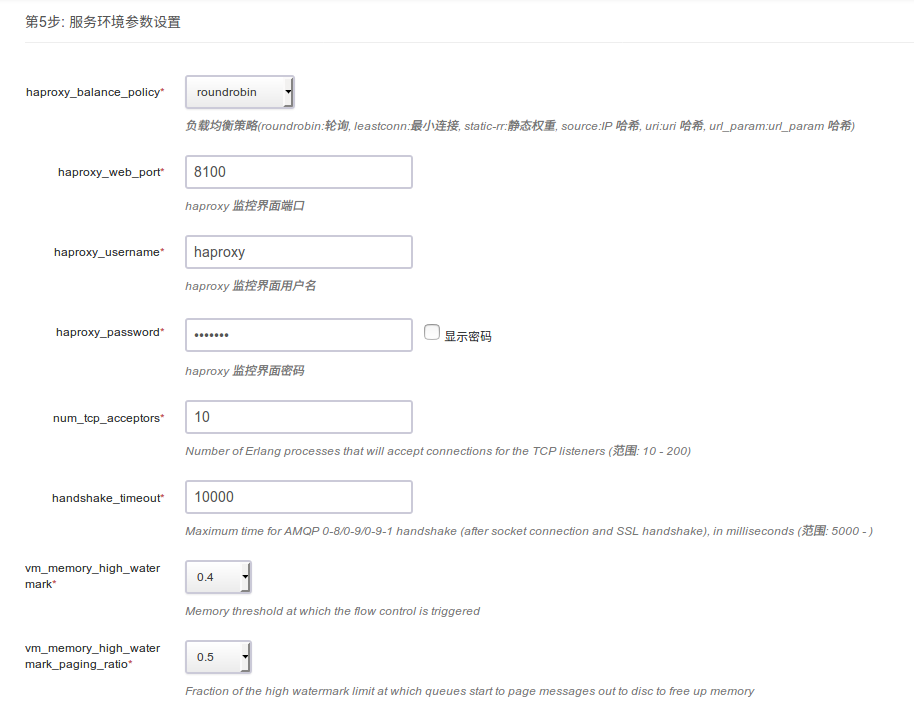 第5步: 服务环境参数设置
haproxy_balance_policy*
roundrobin
负载均衡策略(roundrobin:轮询, leastconn:最小连接, static-rr:静态权重, source:IP 哈希, uri:uri 哈希, url_param:url_param 哈希)
haproxy_web_port*
8100
haproxy 监控界面端口
haproxy_username*
haproxy
haproxy 监控界面用户名
haproxy_password*
•••••••
显示密码
haproxy 监控界面密码
num_tcp_acceptors*
10
Number of Erlang processes that will accept connections for the TCP listeners (范围: 10 - 200)
handshake_timeout*
10000
Maximum time for AMQP 0-8/0-9/0-9-1 handshake (after socket connection and SSL handshake), in milliseconds (范围: 5000 - )
vm_memory_high_water
mark*
0.4
Memory threshold at which the flow control is triggered
vm_memory_high_water
mark_paging_ratio*
0.5
Fraction of the high watermark limit at which queues start to page messages out to disc to free up memory